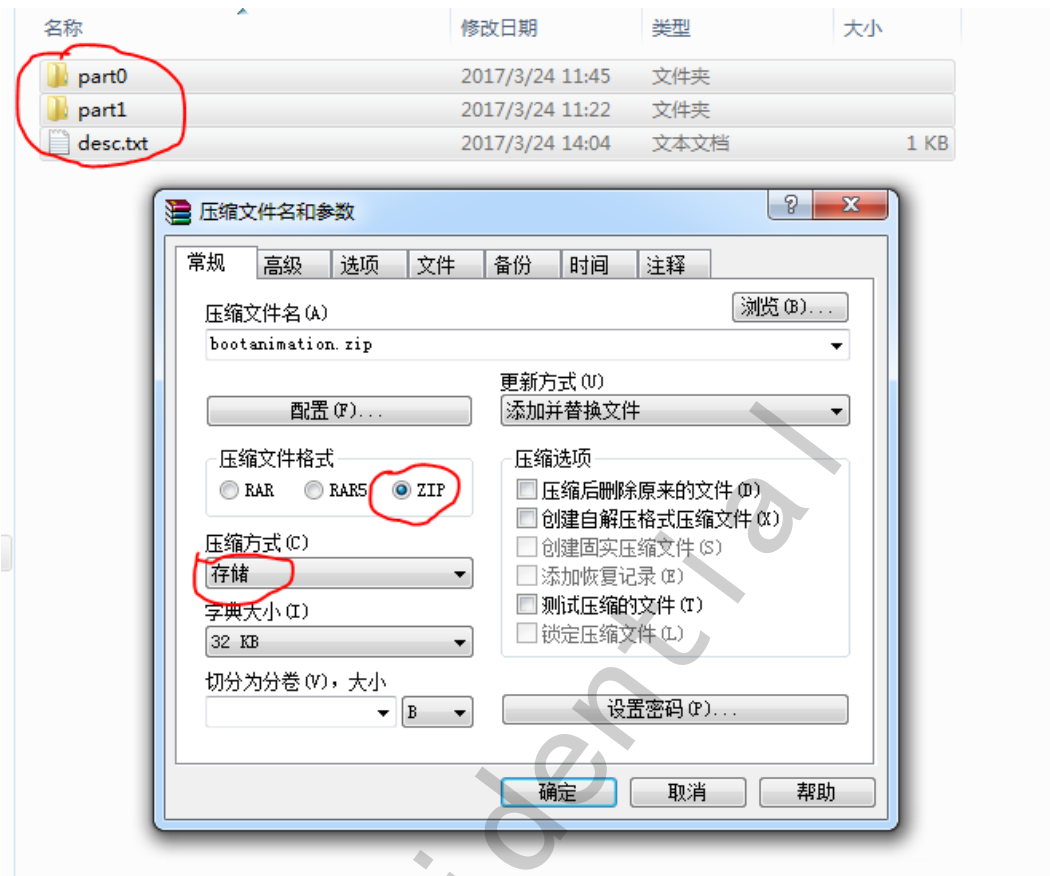 名称 修改日期 类型 大小
part0 2017/3/24 11:45 文件夹
part1 2017/3/24 11:22 文件夹
desc.txt 2017/3/24 14:04 文本文档 1 KB
压缩文件名和参数
常规 高级 选项 文件 备份 时间 注释
压缩文件名(A) 浏览(B)...
bootanimation.zip
更新方式(U)
配置(F)... 添加并替换文件
压缩文件格式 压缩选项
RAR RAR5 ZIP 压缩后删除原来的文件(D)
创建自解压格式压缩文件(X)
压缩方式(C) 创建固实压缩文件(S)
存储 添加恢复记录(E)
字典大小(I) 测试压缩的文件(T)
32 KB 锁定压缩文件(L)
切分为分卷(V)，大小
B 设置密码(P)...
确定 取消 帮助
idential